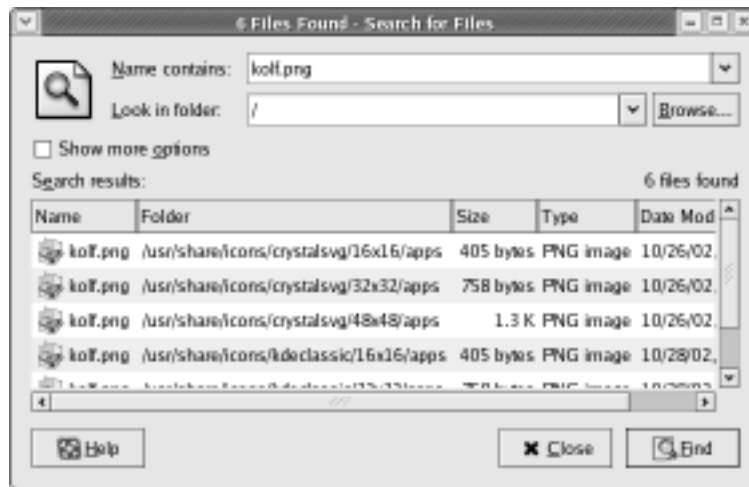 6 Files Found - Search for Files
Name contains: kolf.png
Look in folder: / Browse...
Show more options
Search results: 6 files found
Name Folder Size Type Date Mod
kolf.png /usr/share/icons/crystalsvg/16x16/apps 405 bytes PNG image 10/26/02,
kolf.png /usr/share/icons/crystalsvg/32x32/apps 758 bytes PNG image 10/26/02,
kolf.png /usr/share/icons/crystalsvg/48x48/apps 1.3 K PNG image 10/26/02,
kolf.png /usr/share/icons/kdeclassic/16x16/apps 405 bytes PNG image 10/28/02,
Help Close Find